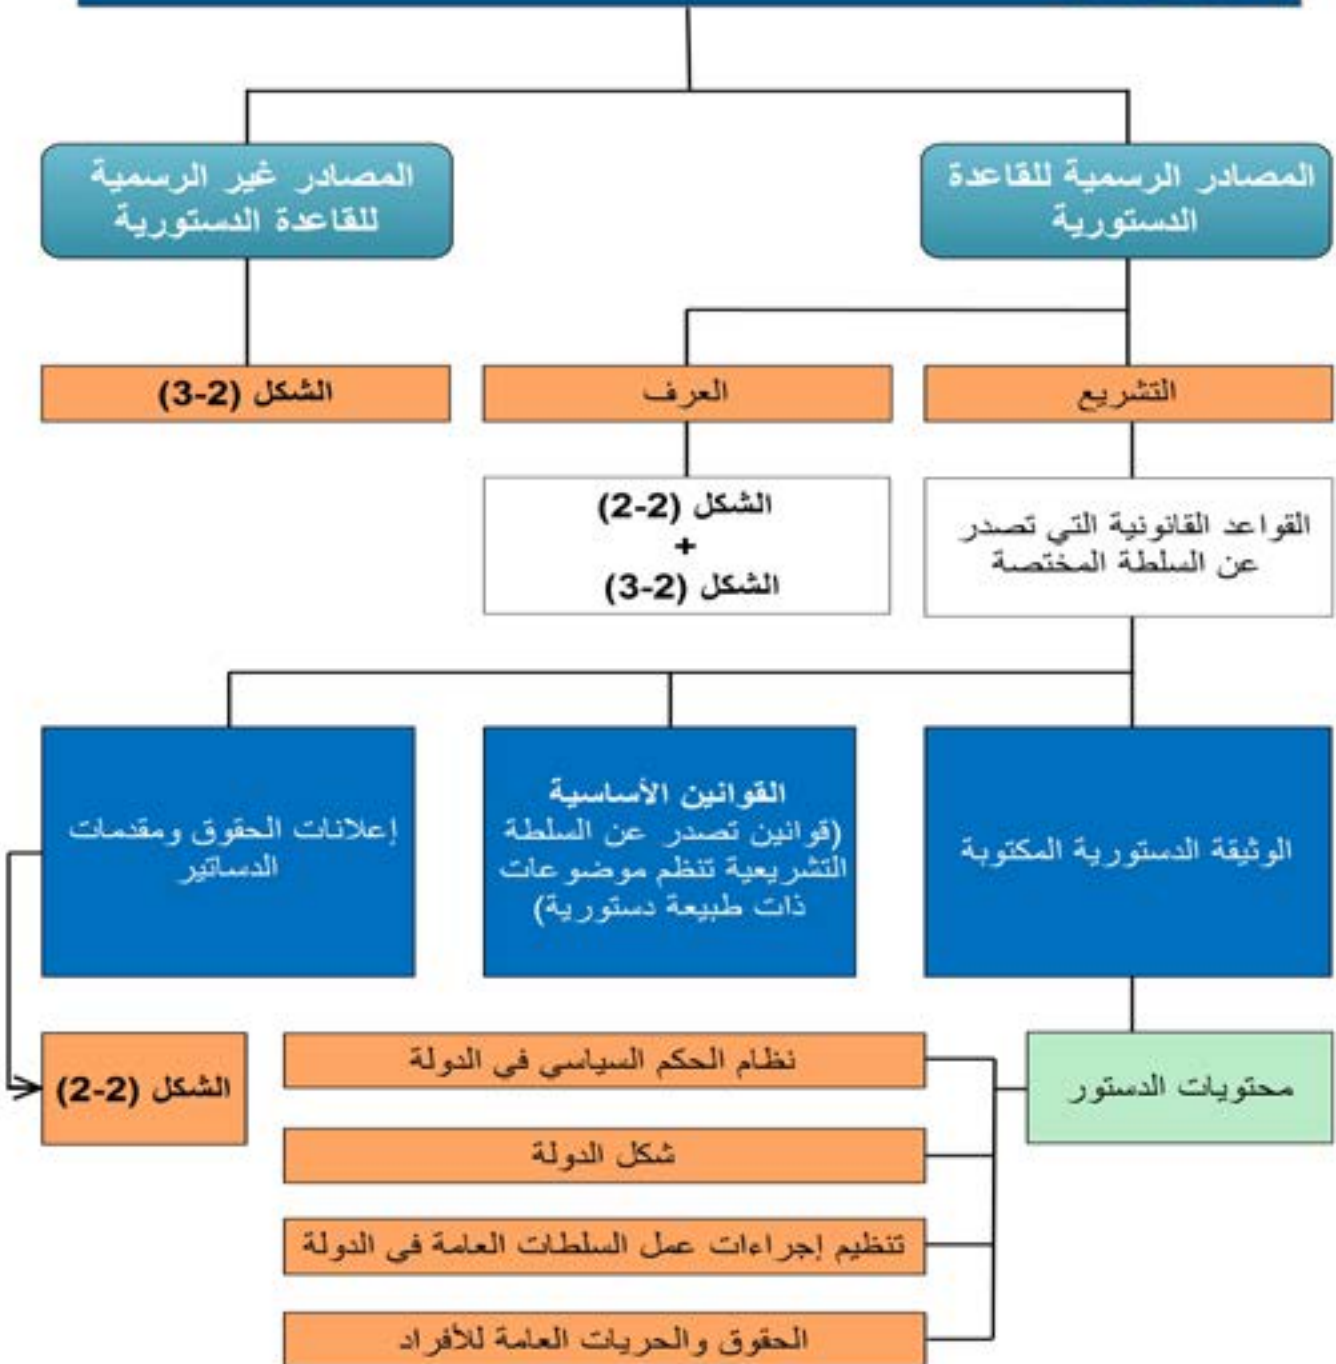 المصادر الرسمية للقاعدة
الدستورية
المصادر غير الرسمية
للقاعدة الدستورية
التشريع
العرف
الشكل (2-3)
القواعد القانونية التي تصدر
عن السلطة المختصة
الشكل (2-2)
+
الشكل (2-3)
الوثيقة الدستورية المكتوبة
القوانين الأساسية
(قوانين تصدر عن السلطة
التشريعية تنظم موضوعات
ذات طبيعة دستورية)
إعلانات الحقوق ومقدمات
الدساتير
محتويات الدستور
نظام الحكم السياسي في الدولة
شكل الدولة
تنظيم إجراءات عمل السلطات العامة في الدولة
الحقوق والحريات العامة للأفراد
الشكل (2-2)